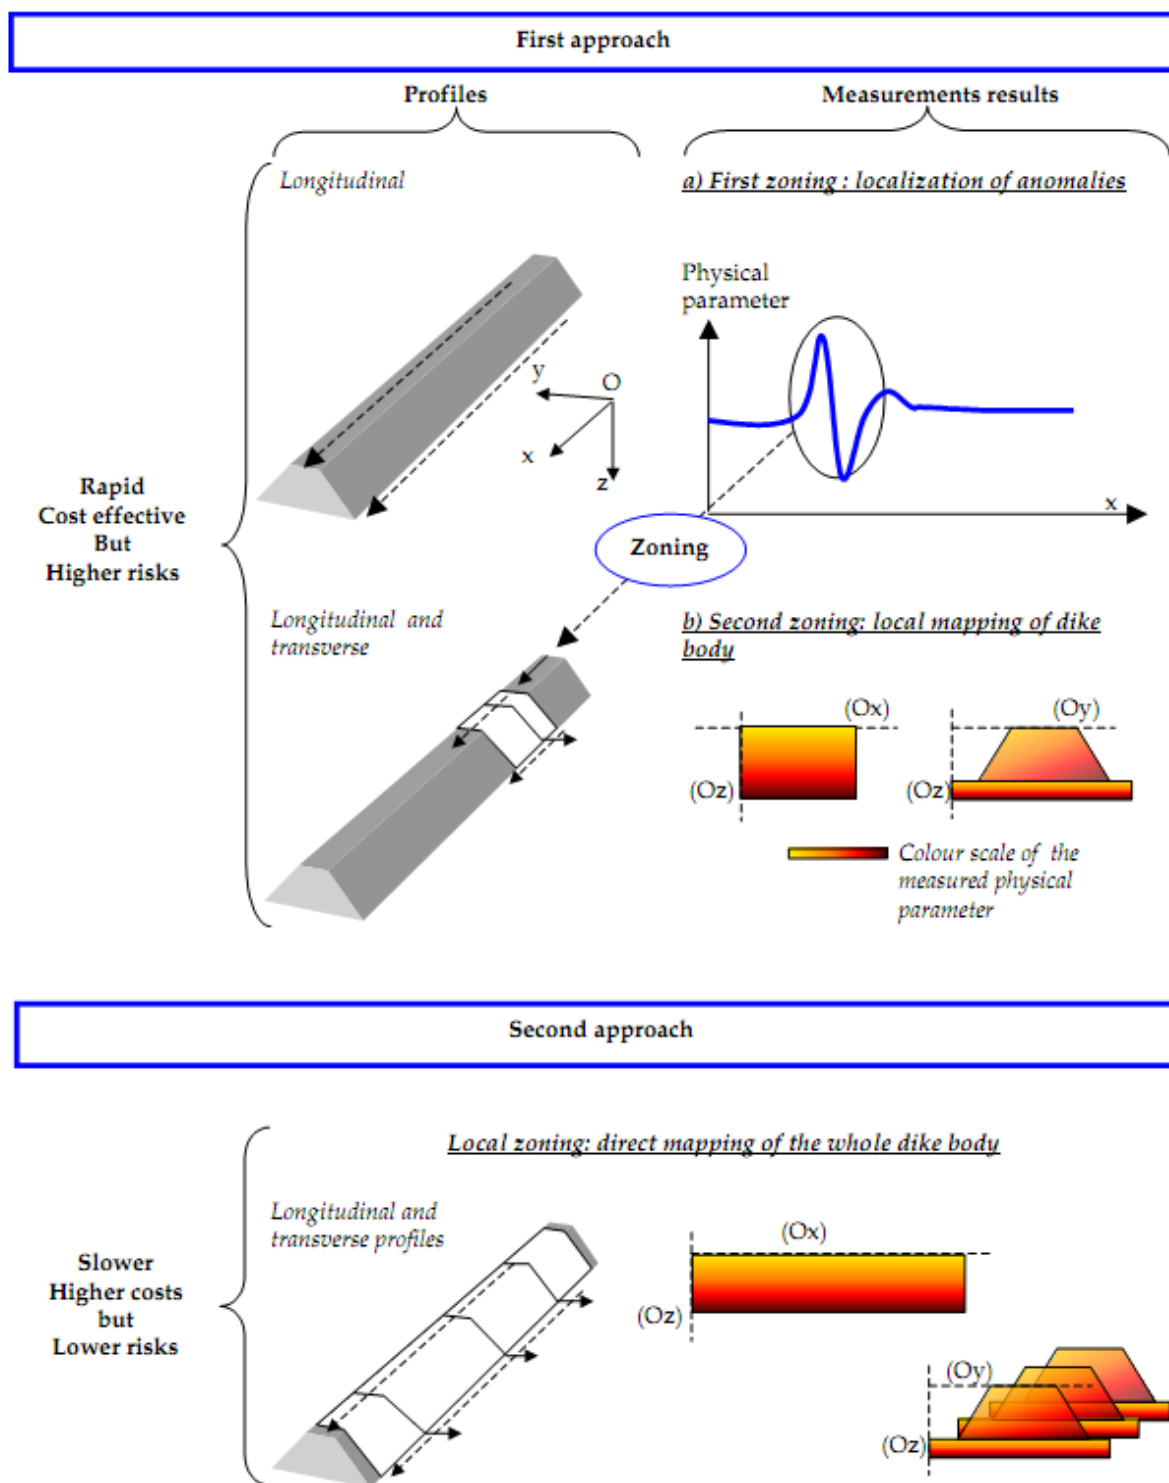 First approach
Profiles
Measurements results
Longitudinal
a) First zoning : localization of anomalies
Physical
parameter
y
O
x
z
x
Rapid
Cost effective
But
Higher risks
Zoning
Longitudinal and
transverse
b) Second zoning: local mapping of dike
body
(Ox)
(Oy)
(Oz)
(Oz)
Colour scale of the
measured physical
parameter
Second approach
Local zoning: direct mapping of the whole dike body
Longitudinal and
transverse profiles
(Ox)
Slower
Higher costs
but
Lower risks
(Oz)
(Oy)
(Oz)